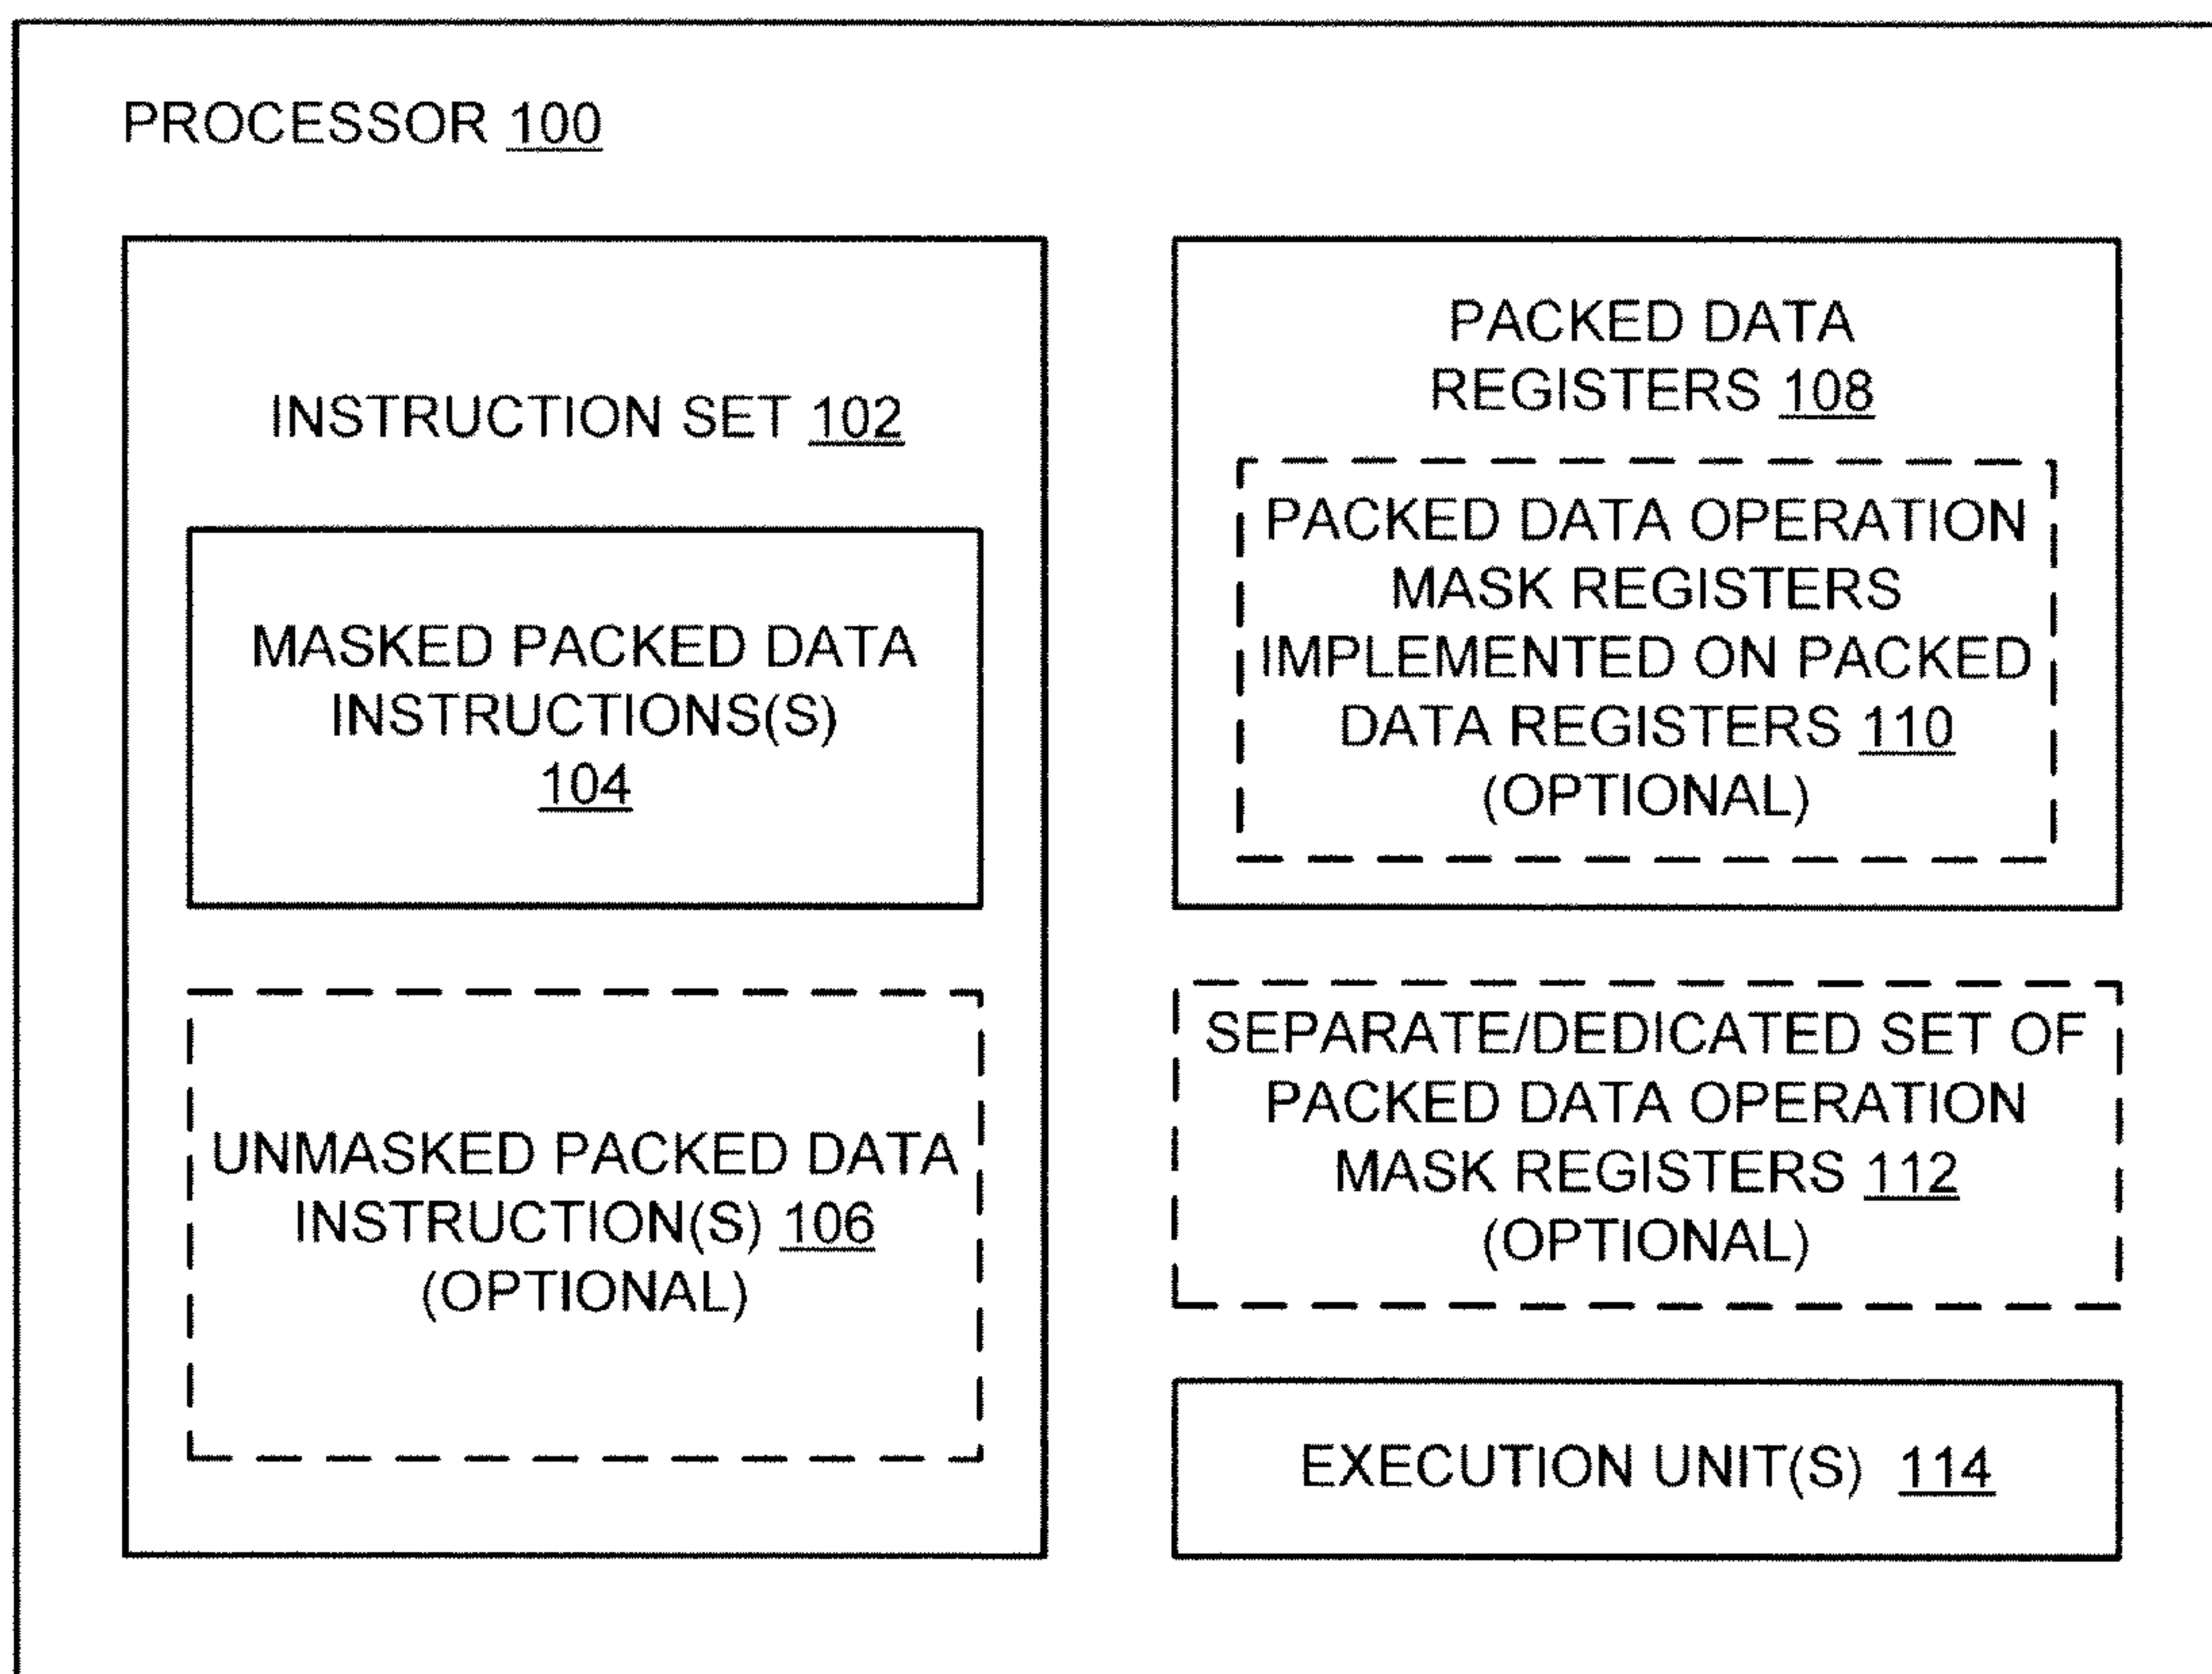 PROCESSOR 100
INSTRUCTION SET 102
MASKED PACKED DATA
INSTRUCTIONS(S)
104
UNMASKED PACKED DATA
INSTRUCTION(S) 106
(OPTIONAL)
PACKED DATA
REGISTERS 108
PACKED DATA OPERATION
MASK REGISTERS
IMPLEMENTED ON PACKED
DATA REGISTERS 110
(OPTIONAL)
SEPARATE/DEDICATED SET OF
PACKED DATA OPERATION
MASK REGISTERS 112
(OPTIONAL)
EXECUTION UNIT(S) 114